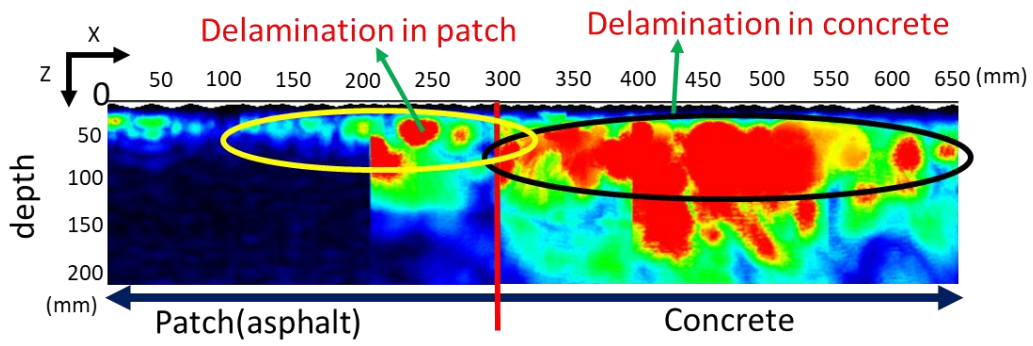 Delamination in patch
Delamination in concrete
X
Z
0
50 100 150 200 250 300 350 400 450 500 550 600 650 (mm)
50
100
150
200
(mm)
depth
Patch(asphalt)
Concrete